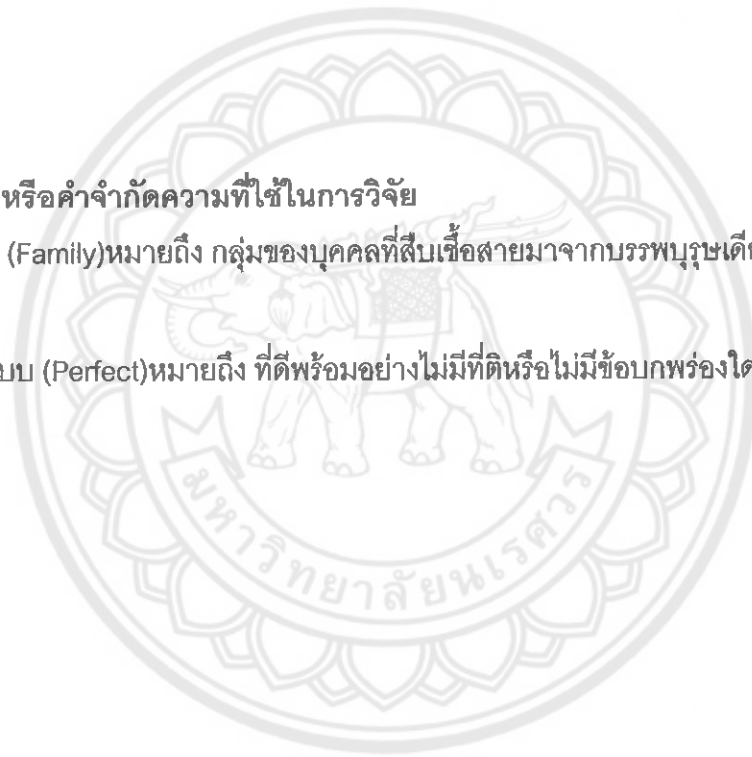 หรือคำจำกัดความที่ใช้ในการวิจัย
(Family)หมายถึง กลุ่มของบุคคลที่สืบเชื้อสายมาจากบรรพบุรุษเดีย
แบบ (Perfect)หมายถึง ที่ดีพร้อมอย่างไม่มีที่ติหรือไม่มีข้อบกพร่องใด
มหาวิทยาลัยนเรศวร